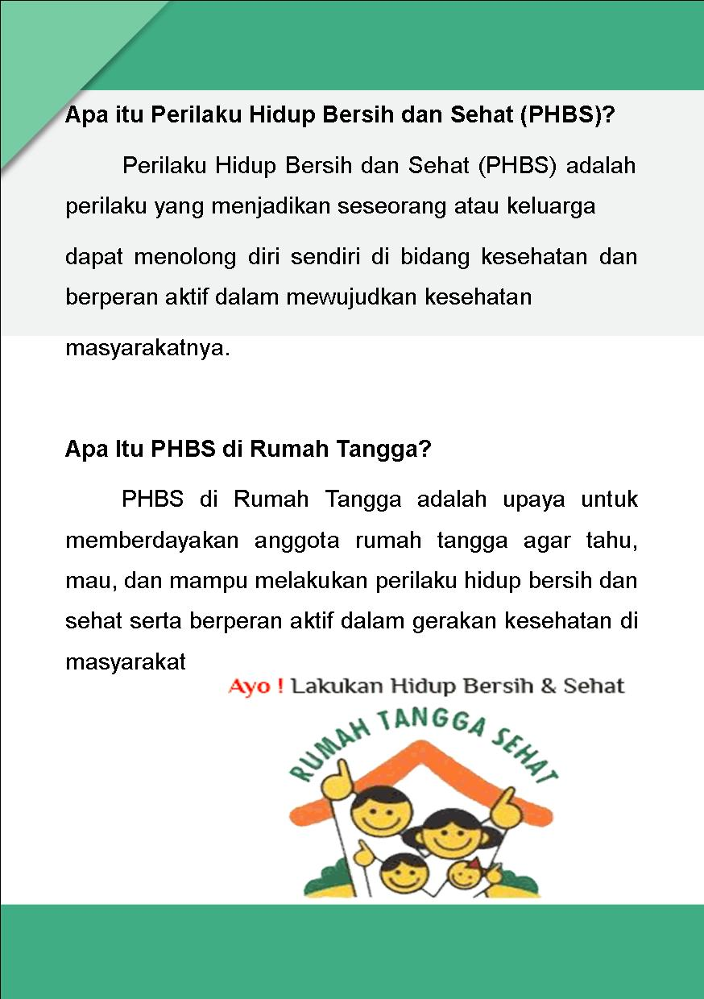 Apa itu Perilaku Hidup Bersih dan Sehat (PHBS)?
Perilaku Hidup Bersih dan Sehat (PHBS) adalah
perilaku yang menjadikan seseorang atau keluarga
dapat menolong diri sendiri di bidang kesehatan dan
berperan aktif dalam mewujudkan kesehatan
masyarakatnya.
Apa Itu PHBS di Rumah Tangga?
PHBS di Rumah Tangga adalah upaya untuk
memberdayakan anggota rumah tangga agar tahu,
mau, dan mampu melakukan perilaku hidup bersih dan
sehat serta berperan aktif dalam gerakan kesehatan di
masyarakat
Ayo ! Lakukan Hidup Bersih & Sehat
RUMAH TANGGA SEHAT